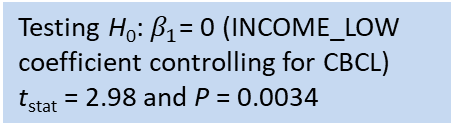 Testing H₀: β₁= 0 (INCOME_LOW
coefficient controlling for CBCL)
tstat = 2.98 and P = 0.0034